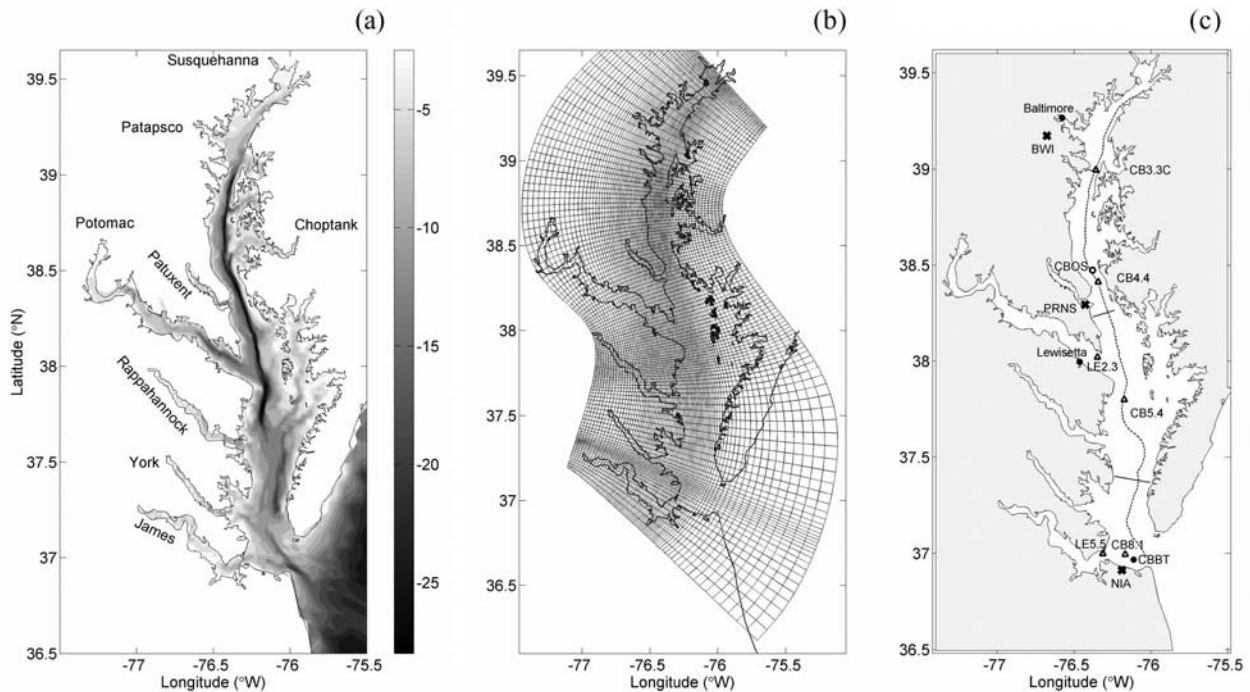 (a)
Susquehanna
Patapsco
Potomac
Patuxent
Choptank
Rappahannock
York
James
39.5
39
38.5
38
37.5
37
36.5
Latitude (°N)
-77
-76.5
-76
-75.5
Longitude (°W)
-5
-10
-15
-20
-25
(b)
39.5
39
38.5
38
37.5
37
36.5
-77
-76.5
-76
-75.5
Longitude (°W)
(c)
39.5
39
38.5
38
37.5
37
36.5
Baltimore
BWI
CB3.3C
CBOS
CB4.4
PRNS
Lewisetta
LE2.3
CB5.4
LE5.5
CB8.1
CBBT
NIA
-77
-76.5
-76
-75.5
Longitude (°W)